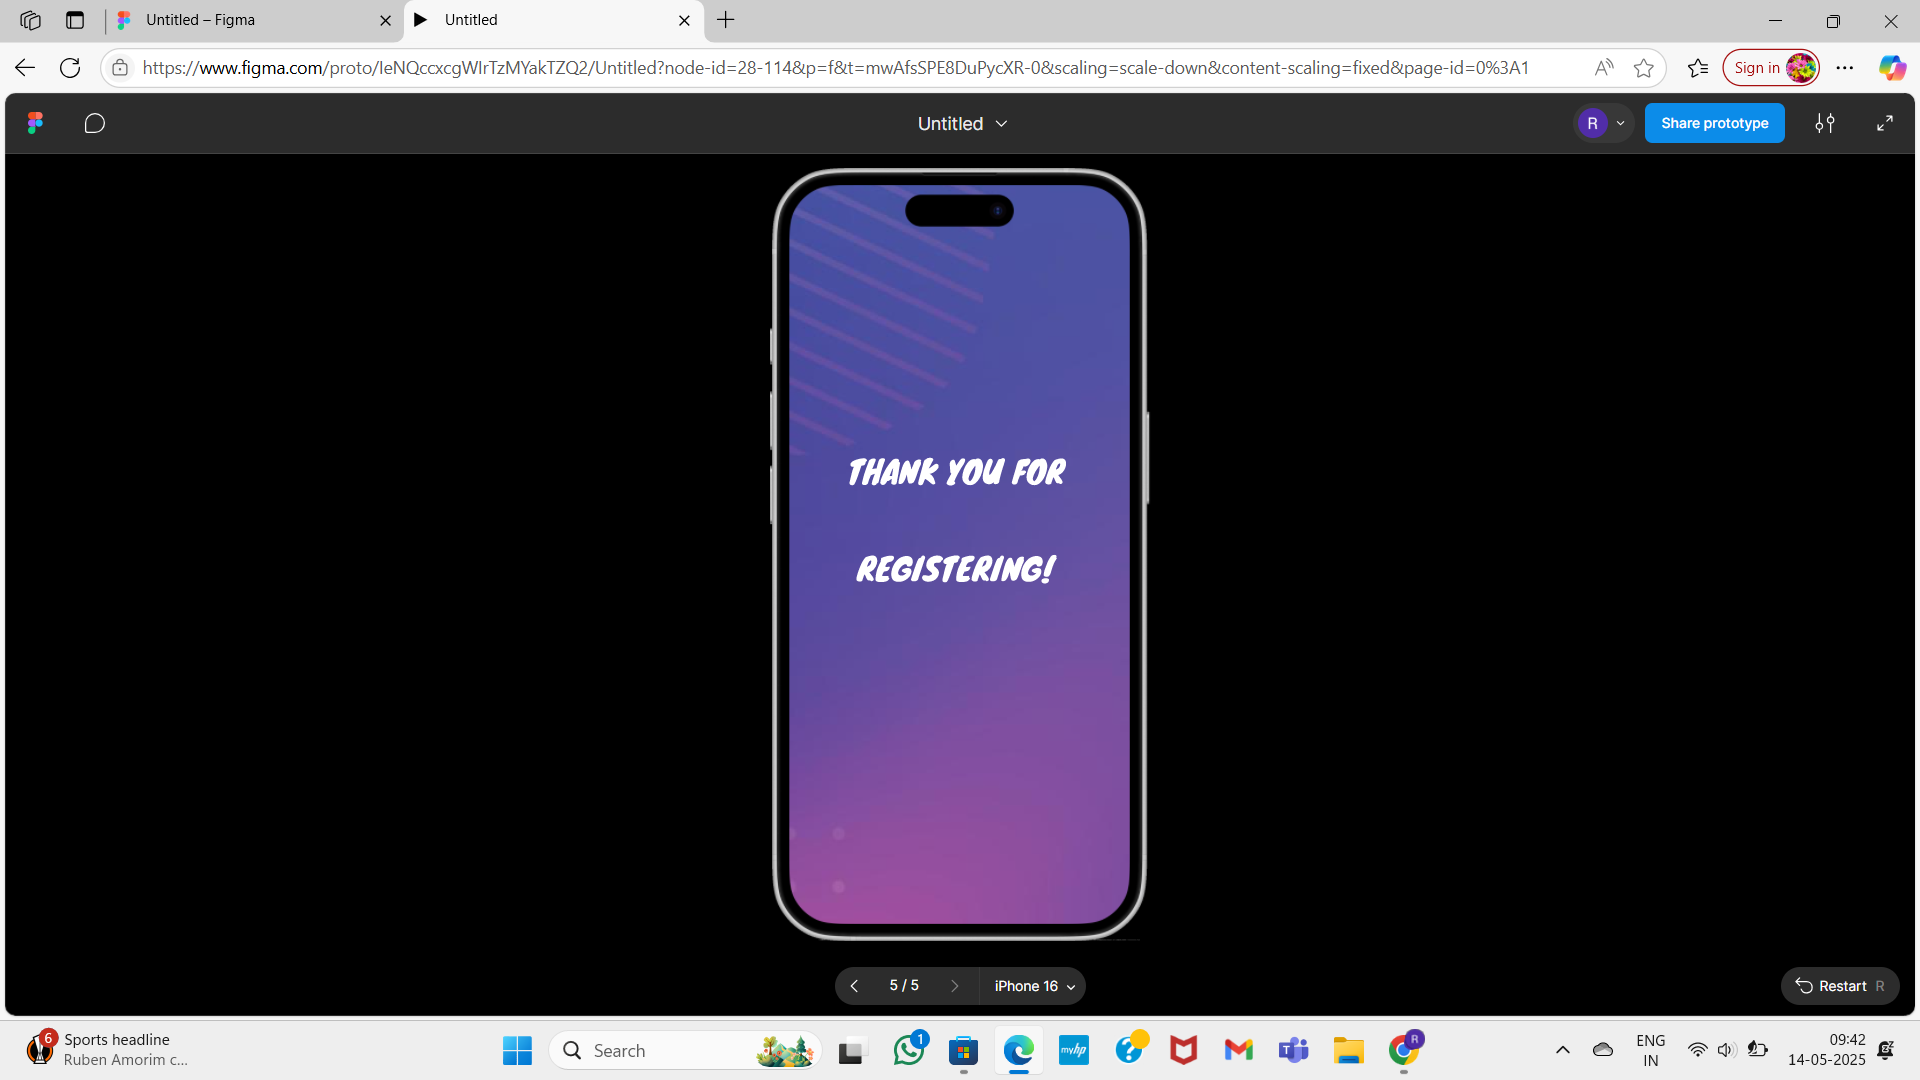 Untitled – Figma
Untitled
https://www.figma.com/proto/IeNQccxcgWIrTzMYakTZQ2/Untitled?node-id=28-114&p=f&t=mwAfsSPE8DuPycXR-0&scaling=scale-down&content-scaling=fixed&page-id=0%3A1
Sign in
Untitled
R
Share prototype
THANK YOU FOR
REGISTERING!
5 / 5
iPhone 16
Restart R
6
Sports headline
Ruben Amorim c...
Search
1
myhp
R
ENG
IN
09:42
14-05-2025